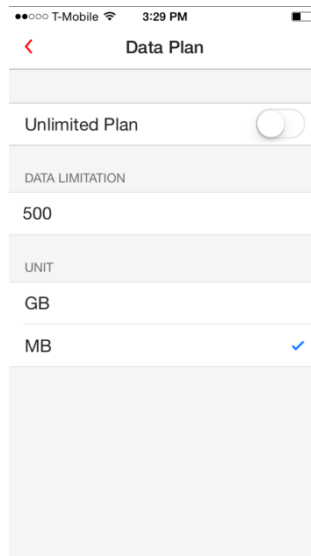 T-Mobile 3:29 PM
Data Plan
Unlimited Plan
DATA LIMITATION
500
UNIT
GB
MB